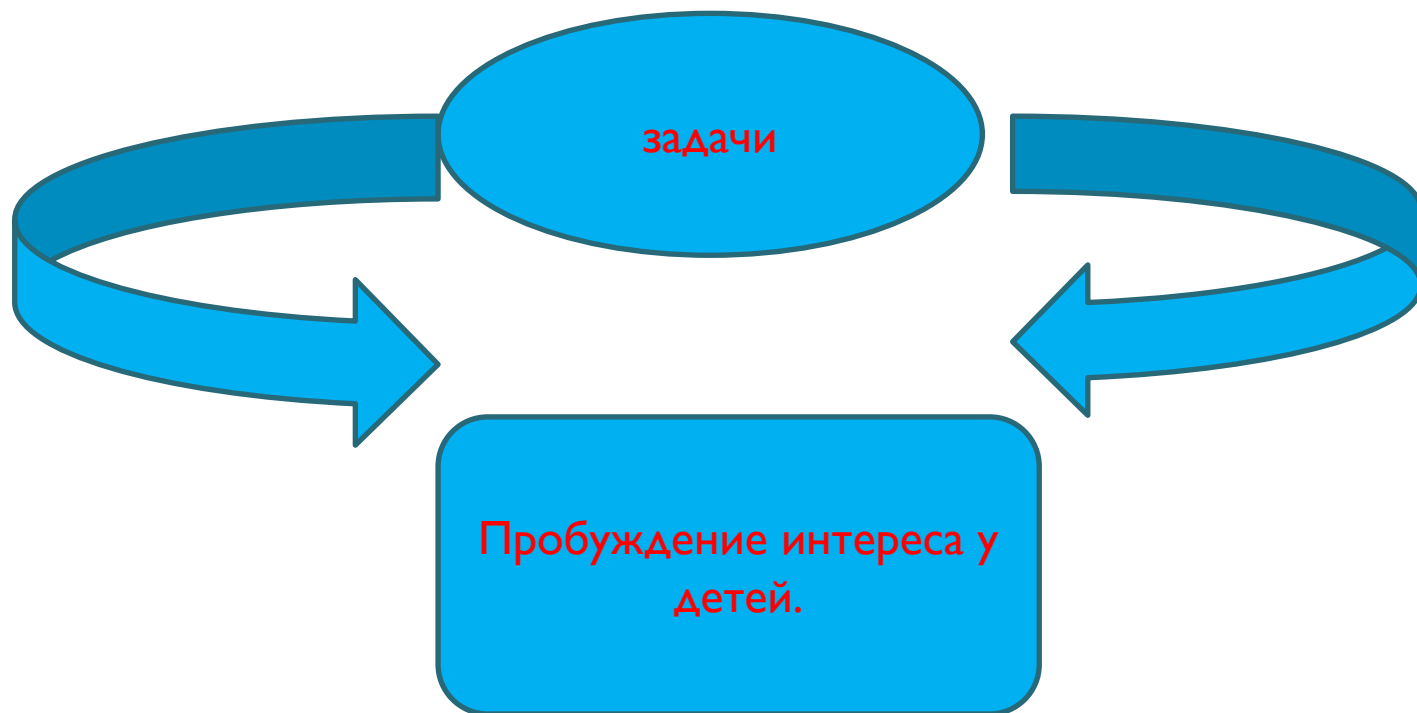 задачи
Пробуждение интереса у
детей.